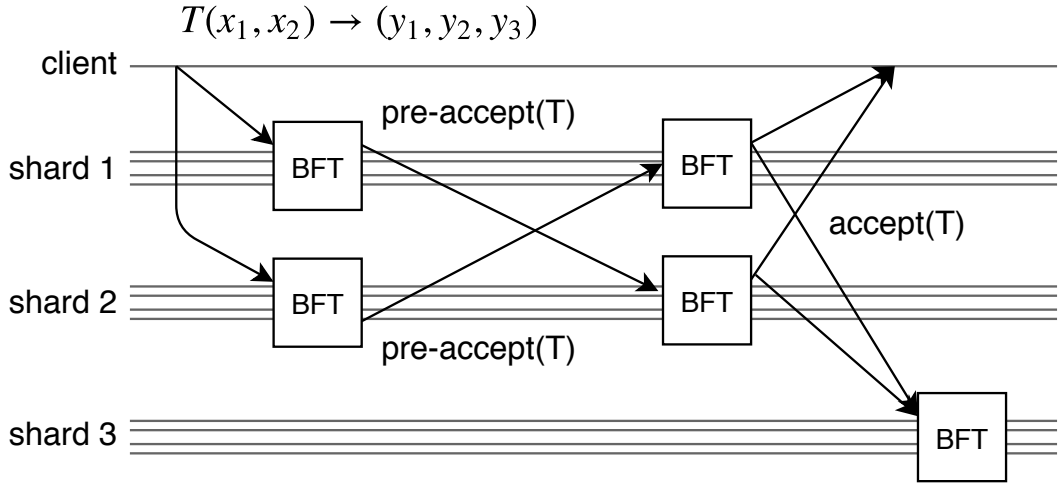 T(x₁, x₂) → (y₁, y₂, y₃)
client
pre-accept(T)
shard 1
BFT
BFT
accept(T)
shard 2
BFT
BFT
pre-accept(T)
shard 3
BFT